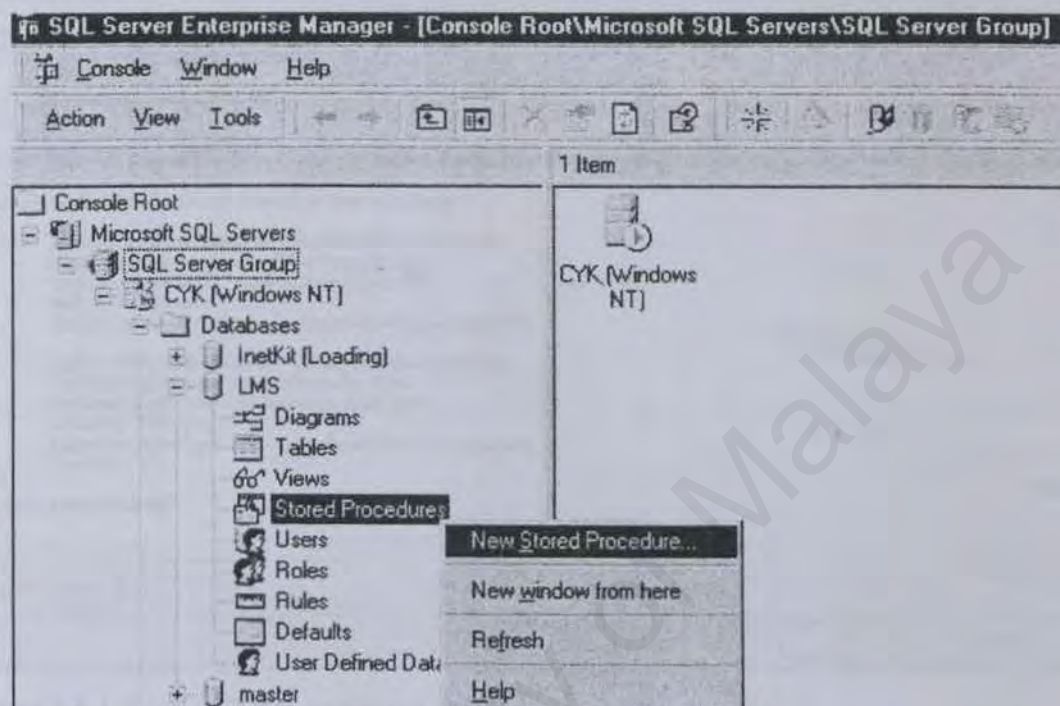 SQL Server Enterprise Manager - [Console Root\Microsoft SQL Servers\SQL Server Group]
Console Window Help
Action View Tools
1 Item
Console Root
Microsoft SQL Servers
SQL Server Group
CYK (Windows NT)
CYK (Windows
NT)
Databases
InetKit (Loading)
LMS
Diagrams
Tables
Views
Stored Procedures
Users
Roles
Rules
Defaults
User Defined Data
master
New Stored Procedure...
New window from here
Refresh
Help
Malaya